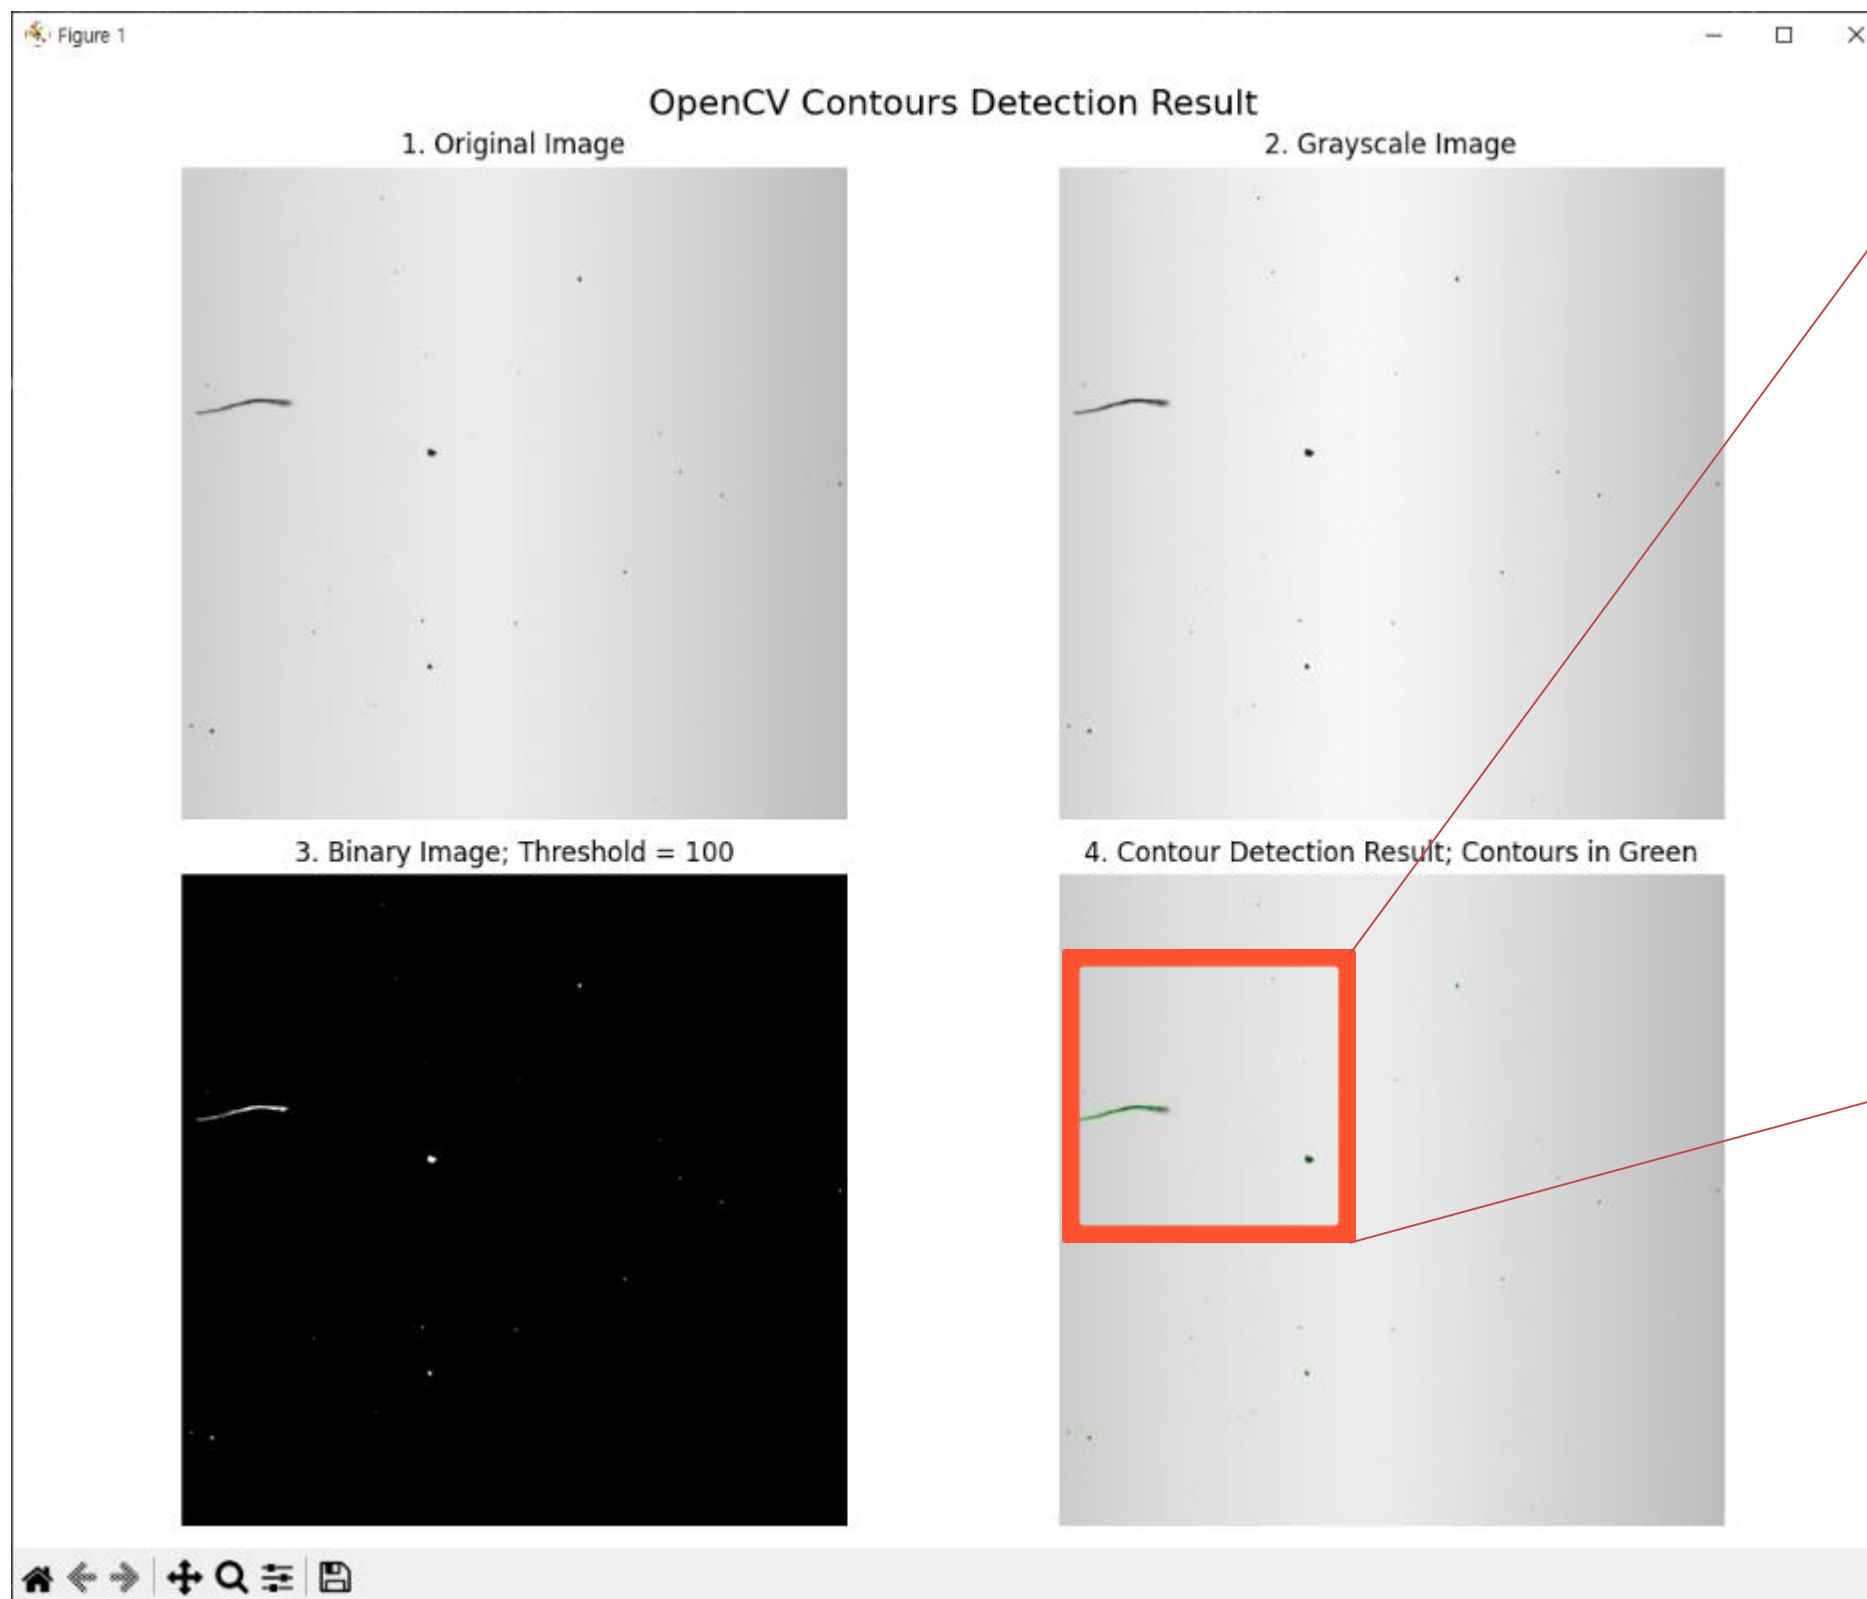 Figure 1
OpenCV Contours Detection Result
1. Original Image
2. Grayscale Image
3. Binary Image; Threshold = 100
4. Contour Detection Result; Contours in Green